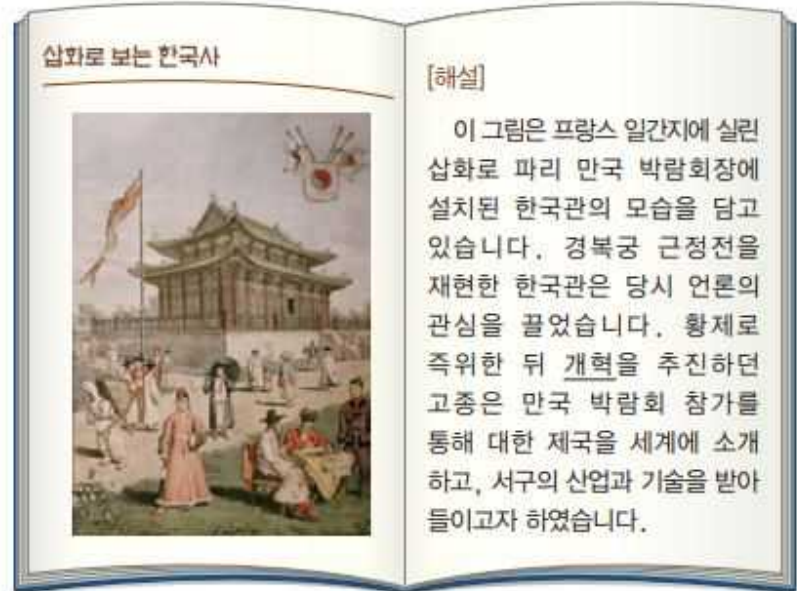 삽화로 보는 한국사
[해설]
이 그림은 프랑스 일간지에 실린
삽화로 파리 만국 박람회장에
설치된 한국관의 모습을 담고
있습니다. 경복궁 근정전을
재현한 한국관은 당시 언론의
관심을 끌었습니다. 황제로
즉위한 뒤 개혁을 추진하던
고종은 만국 박람회 참가를
통해 대한 제국을 세계에 소개
하고, 서구의 산업과 기술을 받아
들이고자 하였습니다.